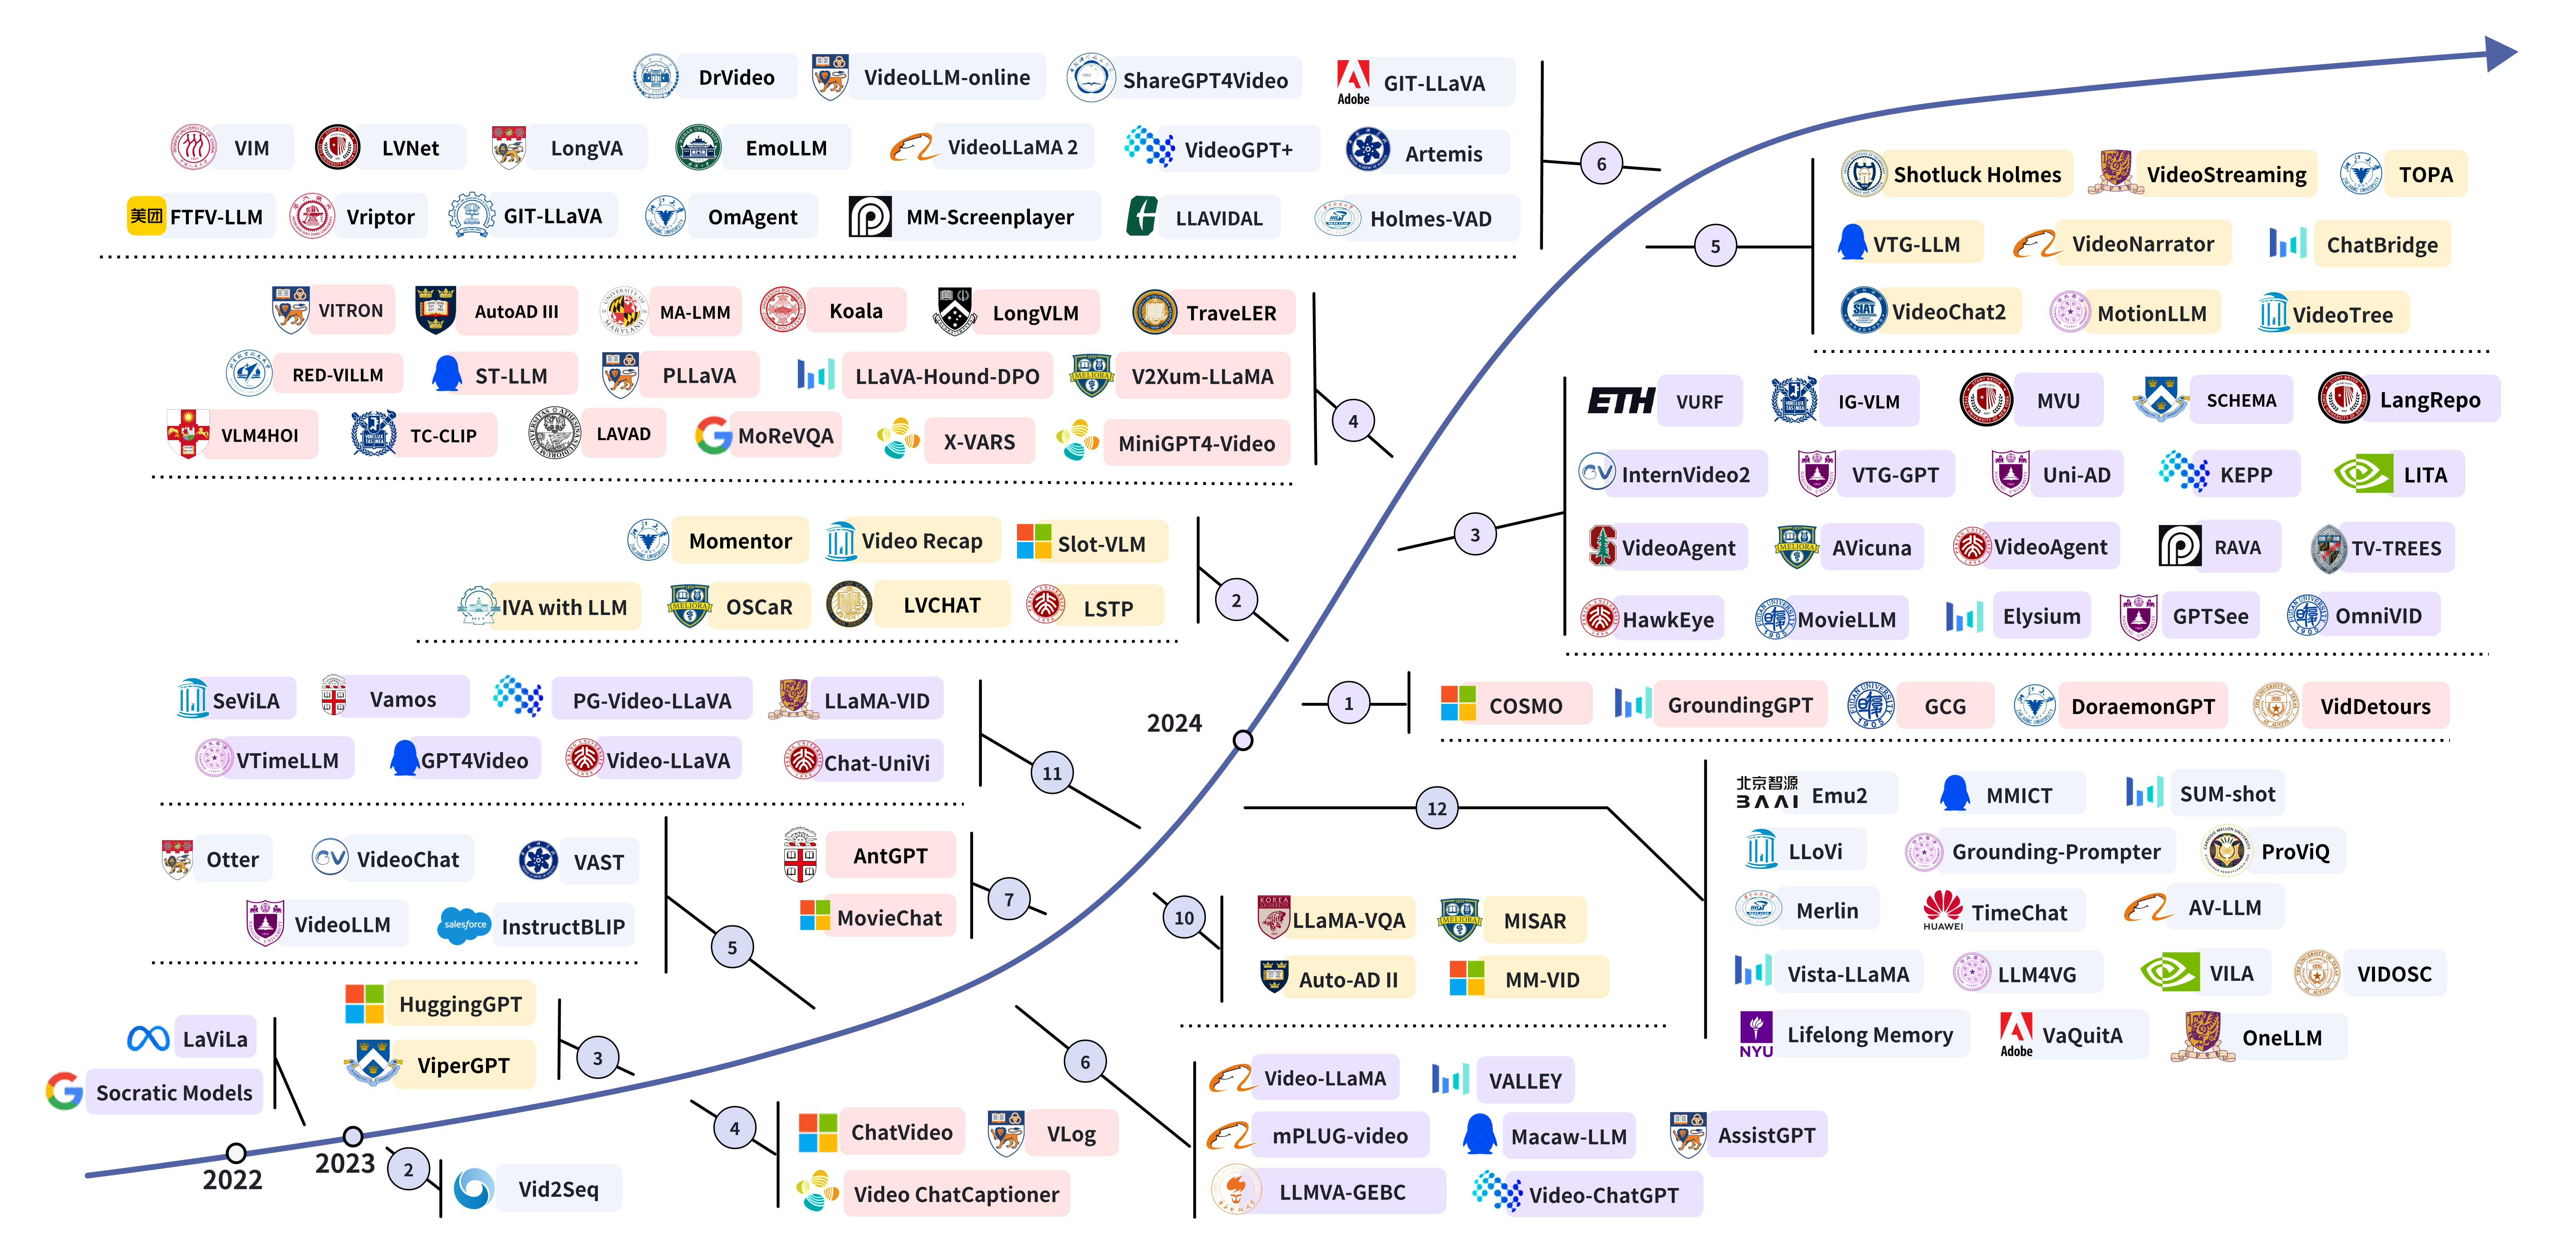 DrVideo
VideoLLM-online
ShareGPT4Video
Adobe
GIT-LLaVA
VIM
LVNet
LongVA
EmoLLM
VideoLLaMA 2
VideoGPT+
Artemis
美团
FTFV-LLM
Vriptor
GIT-LLaVA
OmAgent
MM-Screenplayer
LLAVIDAL
Holmes-VAD
6
5
Shotluck Holmes
VideoStreaming
TOPA
VTG-LLM
VideoNarrator
ChatBridge
SIAT
VideoChat2
MotionLLM
VideoTree
VITRON
AutoAD III
MA-LMM
Koala
LongVLM
TraveLER
RED-VILLM
ST-LLM
PLLaVA
LLaVA-Hound-DPO
MELIORA
V2Xum-LLaMA
VLM4HOI
TC-CLIP
LAVAD
MoReVQA
X-VARS
MiniGPT4-Video
4
3
ETH
VURF
IG-VLM
MVU
SCHEMA
LangRepo
InternVideo2
VTG-GPT
Uni-AD
KEPP
LITA
VideoAgent
MELIORA
AVicuna
VideoAgent
RAVA
TV-TREES
HawkEye
MovieLLM
Elysium
GPTSee
OmniVID
Momentor
Video Recap
Slot-VLM
IVA with LLM
MELIORA
OSCaR
LVCHAT
LSTP
2
1
COSMO
GroundingGPT
GCG
DoraemonGPT
VidDetours
2024
SeViLA
Vamos
PG-Video-LLaVA
LLaMA-VID
VTimeLLM
GPT4Video
Video-LLaVA
Chat-UniVi
11
12
北京智源
BAAI
Emu2
MMICT
SUM-shot
LLoVi
Grounding-Prompter
ProViQ
Merlin
HUAWEI
TimeChat
AV-LLM
Vista-LLaMA
LLM4VG
VILA
VIDOSC
NYU
Lifelong Memory
Adobe
VaQuitA
OneLLM
Otter
VideoChat
VAST
VideoLLM
salesforce
InstructBLIP
5
AntGPT
MovieChat
7
10
KOREA
LLaMA-VQA
MELIORA
MISAR
Auto-AD II
MM-VID
LaViLa
Socratic Models
HuggingGPT
ViperGPT
3
6
Video-LLaMA
VALLEY
mPLUG-video
Macaw-LLM
AssistGPT
LLMVA-GEBC
Video-ChatGPT
4
ChatVideo
VLog
Video ChatCaptioner
2022
2023
2
Vid2Seq